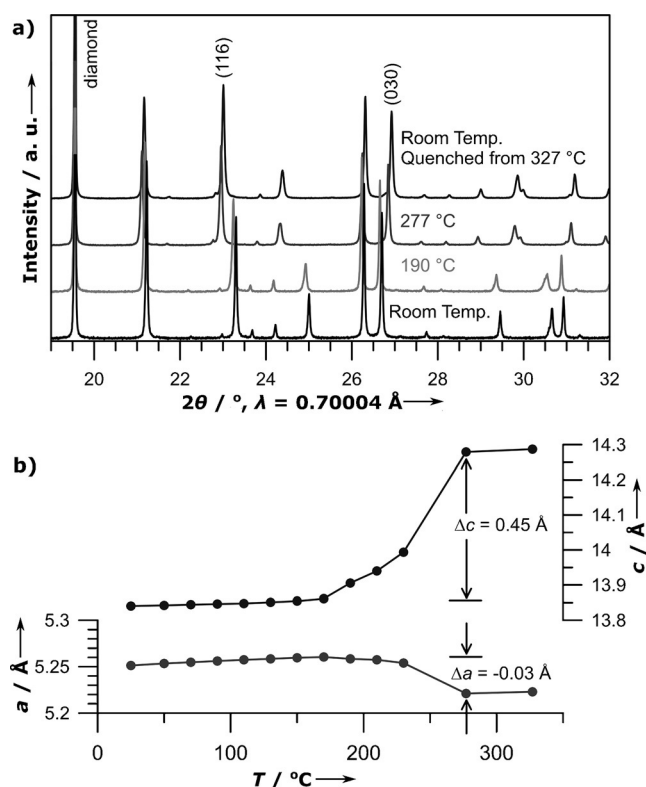 a)
Intensity / a. u.
diamond
(116)
(030)
Room Temp.
Quenched from 327 °C
277 °C
190 °C
Room Temp.
20 22 24 26 28 30 32
2θ / °, λ = 0.70004 Å
b)
14.3
14.2
14
13.9
13.8
c / Å
Δc = 0.45 Å
5.3
5.25
5.2
a / Å
Δa = -0.03 Å
0 100 200 300
T / °C